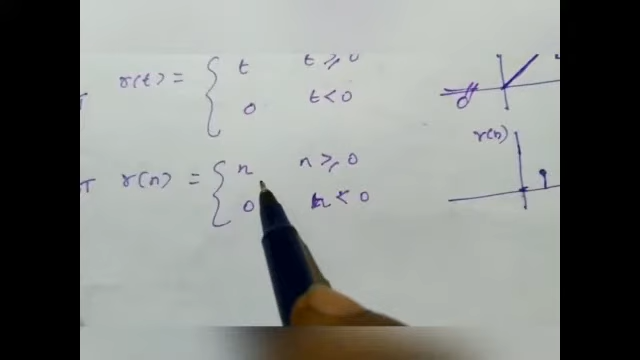 r(t) = { t t ≥ 0
0 t < 0
r(n)
T r(n) = { n n ≥ 0
0 n < 0